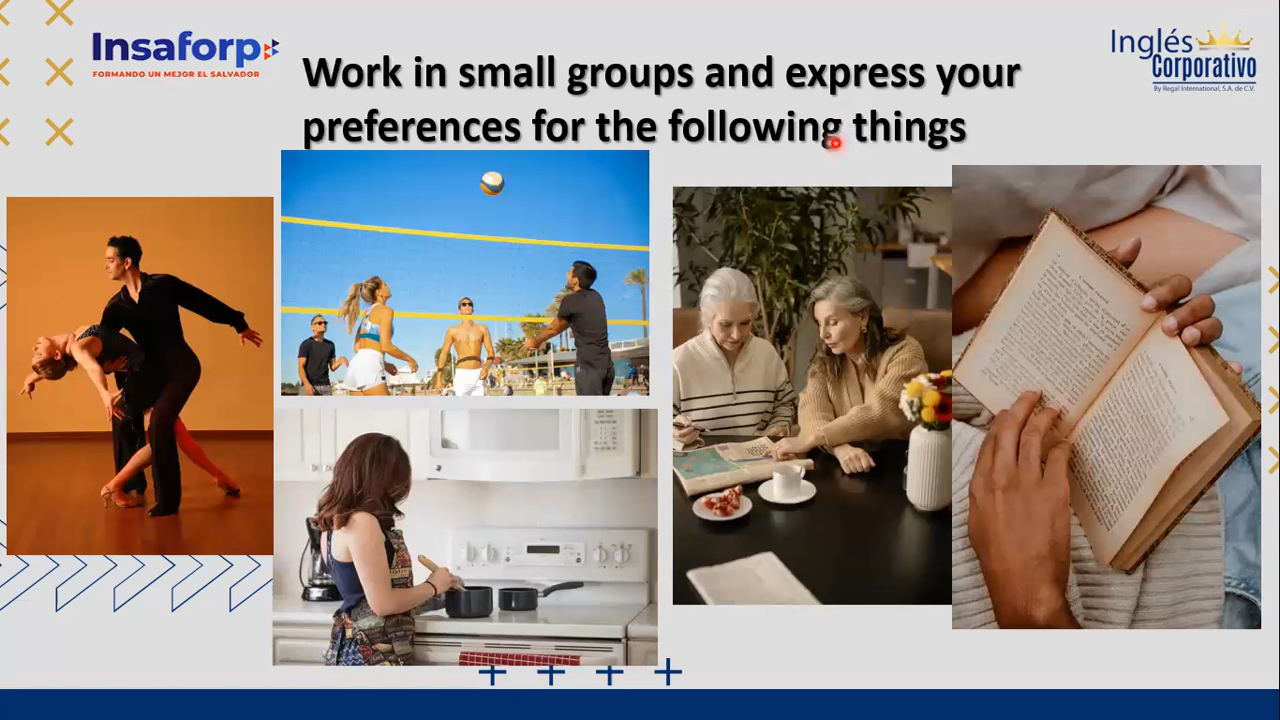 Insaforp
FORMANDO UN MEJOR EL SALVADOR
Work in small groups and express your
preferences for the following things
Inglés
Corporativo
By Regal International, S.A. de C.V.